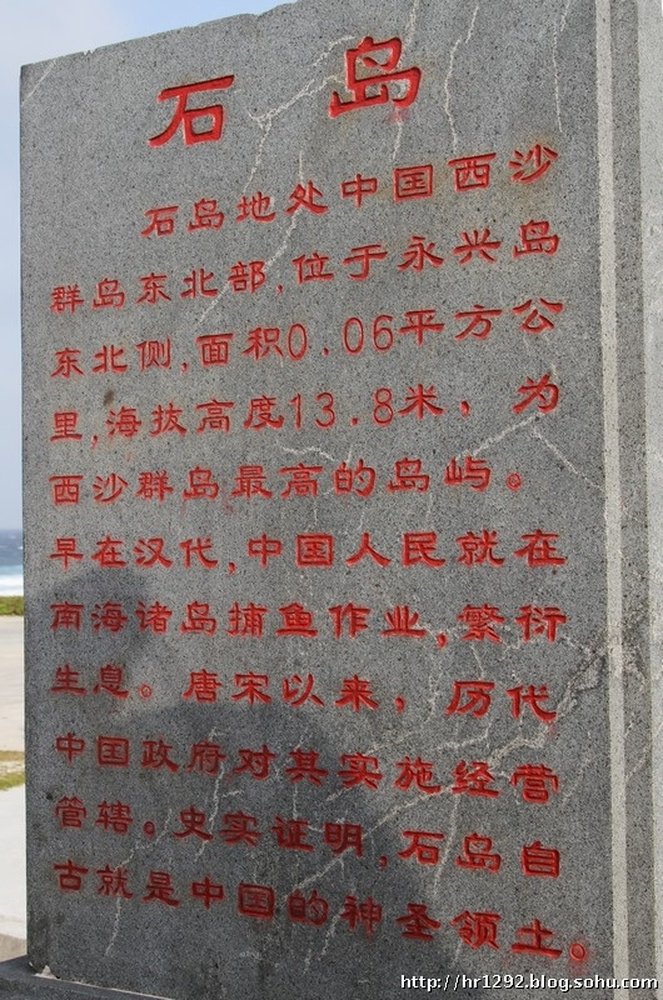 石岛
石岛地处中国西沙
群岛东北部,位于永兴岛
东北侧,面积0.06平方公
里,海拔高度13.8米，为
西沙群岛最高的岛屿。
早在汉代,中国人民就在
南海诸岛捕鱼作业,繁衍
生息。唐宋以来，历代
中国政府对其实施经营
管辖。史实证明,石岛自
古就是中国的神圣领土。
http://hr1292.blog.sohu.com